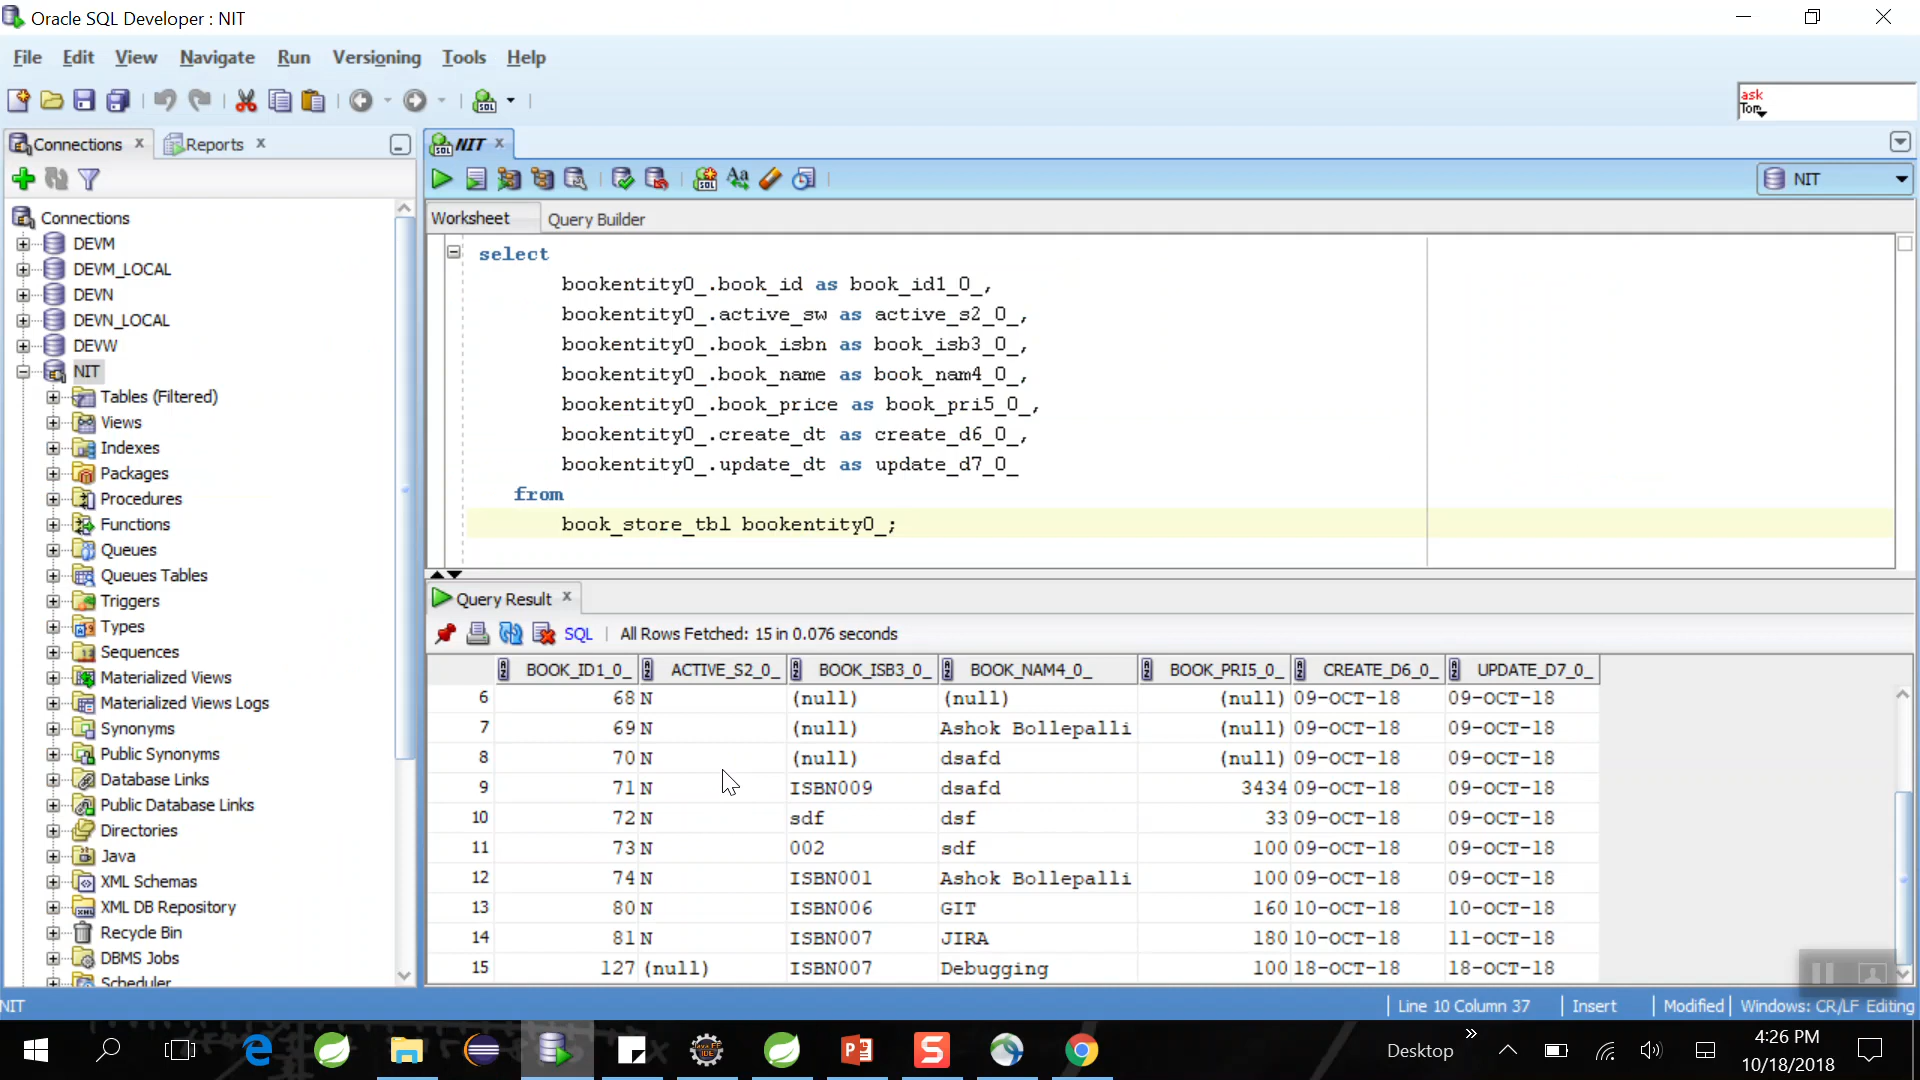 Oracle SQL Developer : NIT
File Edit View Navigate Run Versioning Tools Help
ask
Tom
Connections
Reports
NIT
NIT
Worksheet
Query Builder
Connections
DEVM
DEVM_LOCAL
DEVN
DEVN_LOCAL
DEVW
NIT
Tables (Filtered)
Views
Indexes
Packages
Procedures
Functions
Queues
Queues Tables
Triggers
Types
Sequences
Materialized Views
Materialized Views Logs
Synonyms
Public Synonyms
Database Links
Public Database Links
Directories
Java
XML Schemas
XML DB Repository
Recycle Bin
DBMS Jobs
Scheduler
select
bookentity0_.book_id as book_id1_0_,
bookentity0_.active_sw as active_s2_0_,
bookentity0_.book_isbn as book_isb3_0_,
bookentity0_.book_name as book_nam4_0_,
bookentity0_.book_price as book_pri5_0_,
bookentity0_.create_dt as create_d6_0_,
bookentity0_.update_dt as update_d7_0_
from
book_store_tbl bookentity0_;
Query Result
SQL | All Rows Fetched: 15 in 0.076 seconds
BOOK_ID1_0_ ACTIVE_S2_0_ BOOK_ISB3_0_ BOOK_NAM4_0_ BOOK_PRI5_0_ CREATE_D6_0_ UPDATE_D7_0_
6 68 N (null) (null) (null) 09-OCT-18 09-OCT-18
7 69 N (null) Ashok Bollepalli (null) 09-OCT-18 09-OCT-18
8 70 N (null) dsafd (null) 09-OCT-18 09-OCT-18
9 71 N ISBN009 dsafd 3434 09-OCT-18 09-OCT-18
10 72 N sdf dsf 33 09-OCT-18 09-OCT-18
11 73 N 002 sdf 100 09-OCT-18 09-OCT-18
12 74 N ISBN001 Ashok Bollepalli 100 09-OCT-18 09-OCT-18
13 80 N ISBN006 GIT 160 10-OCT-18 10-OCT-18
14 81 N ISBN007 JIRA 180 10-OCT-18 11-OCT-18
15 127 (null) ISBN007 Debugging 100 18-OCT-18 18-OCT-18
NIT
Line 10 Column 37 | Insert | Modified | Windows: CR/LF Editing
Desktop
4:26 PM
10/18/2018